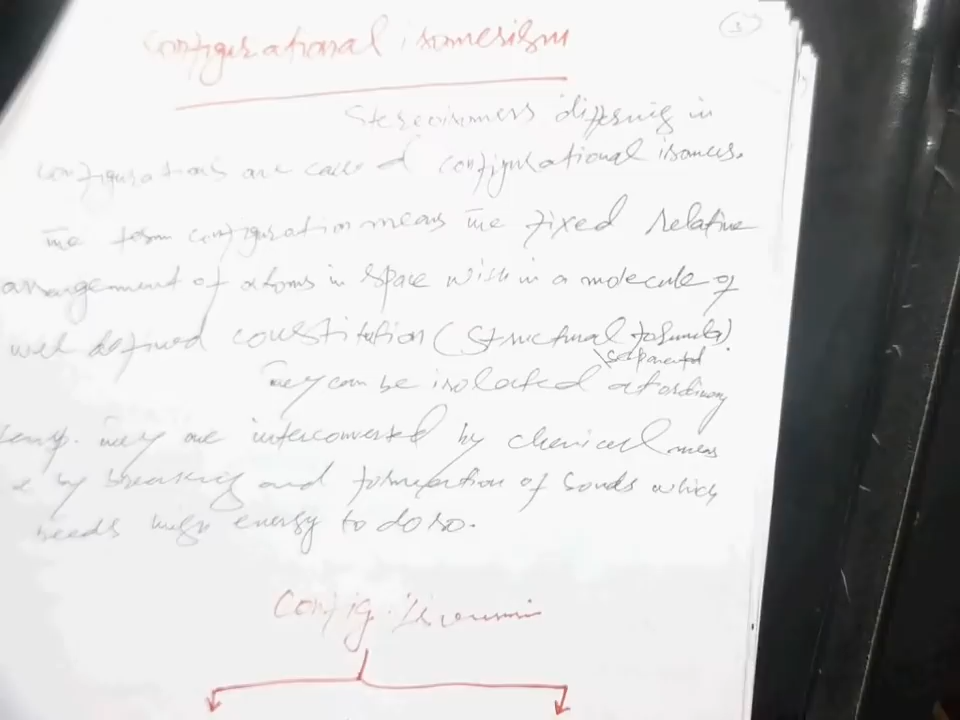 3
Configurational isomerism
Stereoisomers differing in
configurations are called configurational isomers.
The term configuration means the fixed relative
arrangement of atoms in space within a molecule of
well defined constitution (Structural formula).
separated
They can be isolated at ordinary
temp. They are interconverted by chemical means
by breaking and formation of bonds which
needs high energy to do so.
Config. Isomerism